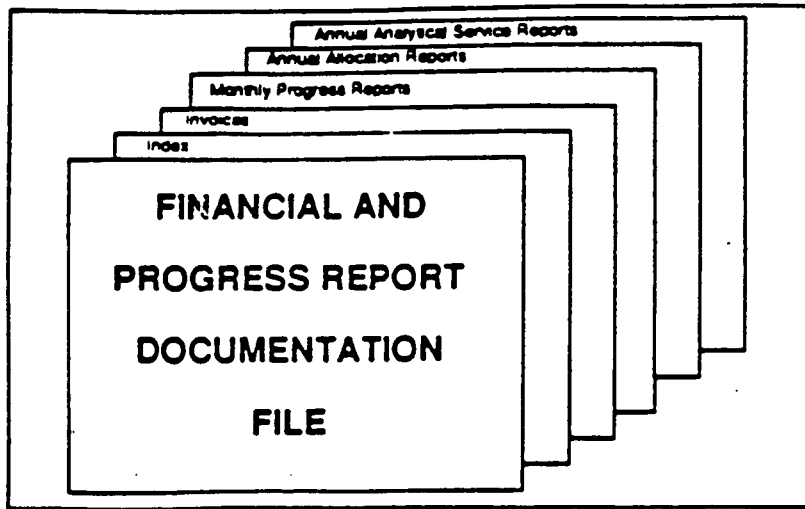 Annual Analytical Service Reports
Annual Allocation Reports
Monthly Progress Reports
Invoices
Index
FINANCIAL AND
PROGRESS REPORT
DOCUMENTATION
FILE